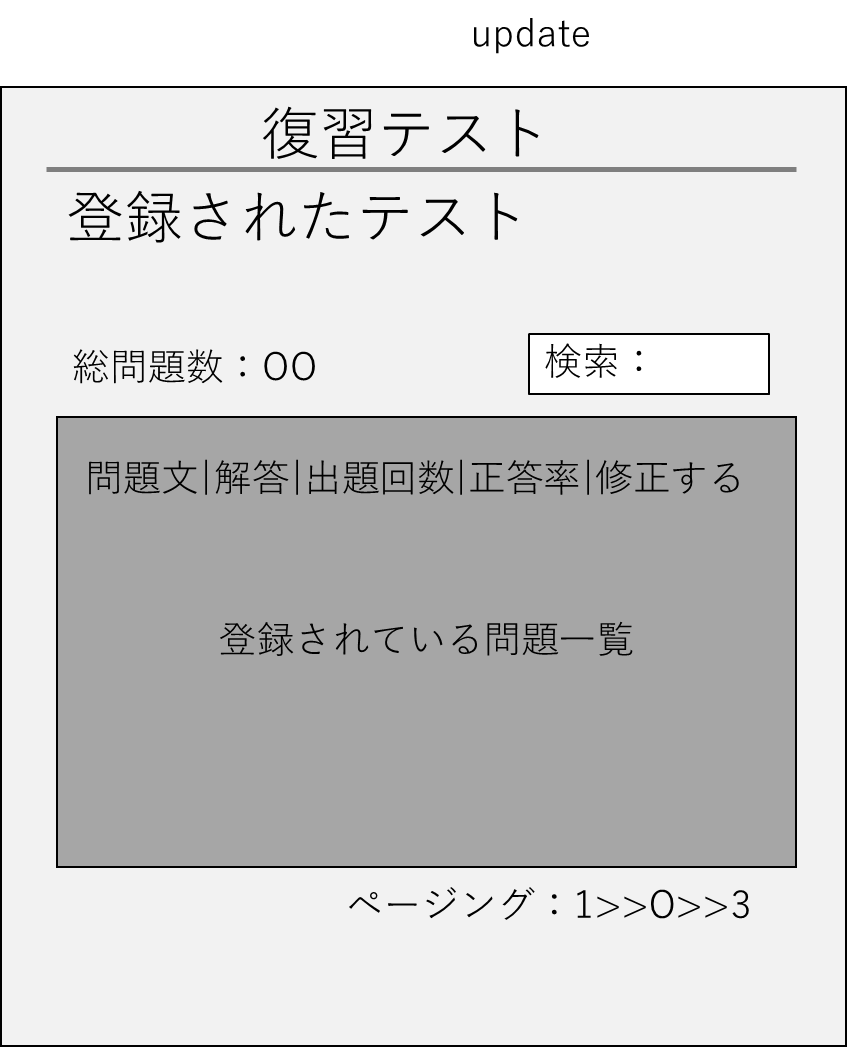 update
復習テスト
登録されたテスト
総問題数：〇〇
検索：
問題文|解答|出題回数|正答率|修正する
登録されている問題一覧
ページング：1>>〇>>3